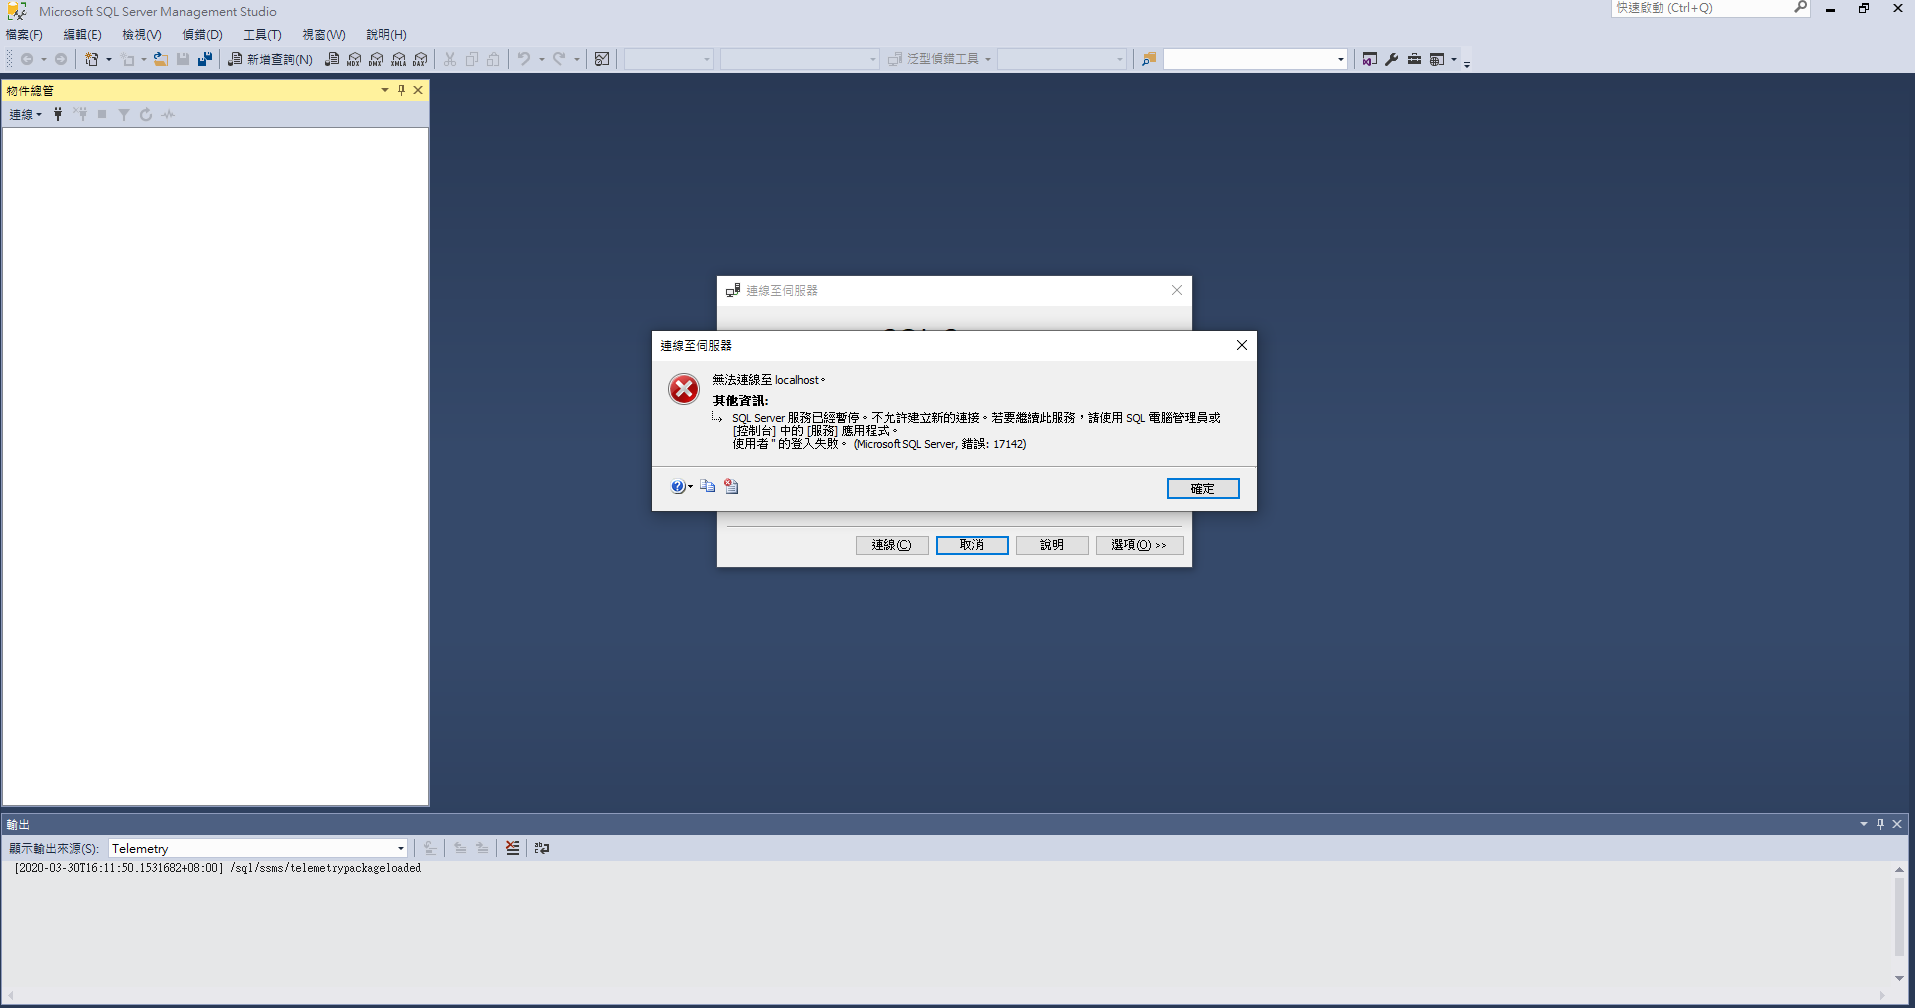 Microsoft SQL Server Management Studio
快速啟動 (Ctrl+Q)
檔案(F) 編輯(E) 檢視(V) 偵錯(D) 工具(T) 視窗(W) 說明(H)
新增查詢(N) MDX DMX XMLA DAX 泛型偵錯工具
物件總管
連線
連線至伺服器
連線至伺服器
無法連線至 localhost。
其他資訊:
SQL Server 服務已經暫停。不允許建立新的連接。若要繼續此服務，請使用 SQL 電腦管理員或
[控制台] 中的 [服務] 應用程式。
使用者 '' 的登入失敗。 (Microsoft SQL Server, 錯誤: 17142)
確定
連線(C) 取消 說明 選項(O) >>
輸出
顯示輸出來源(S): Telemetry
[2020-03-30T16:11:50.1531682+08:00] /sql/ssms/telemetrypackageloaded